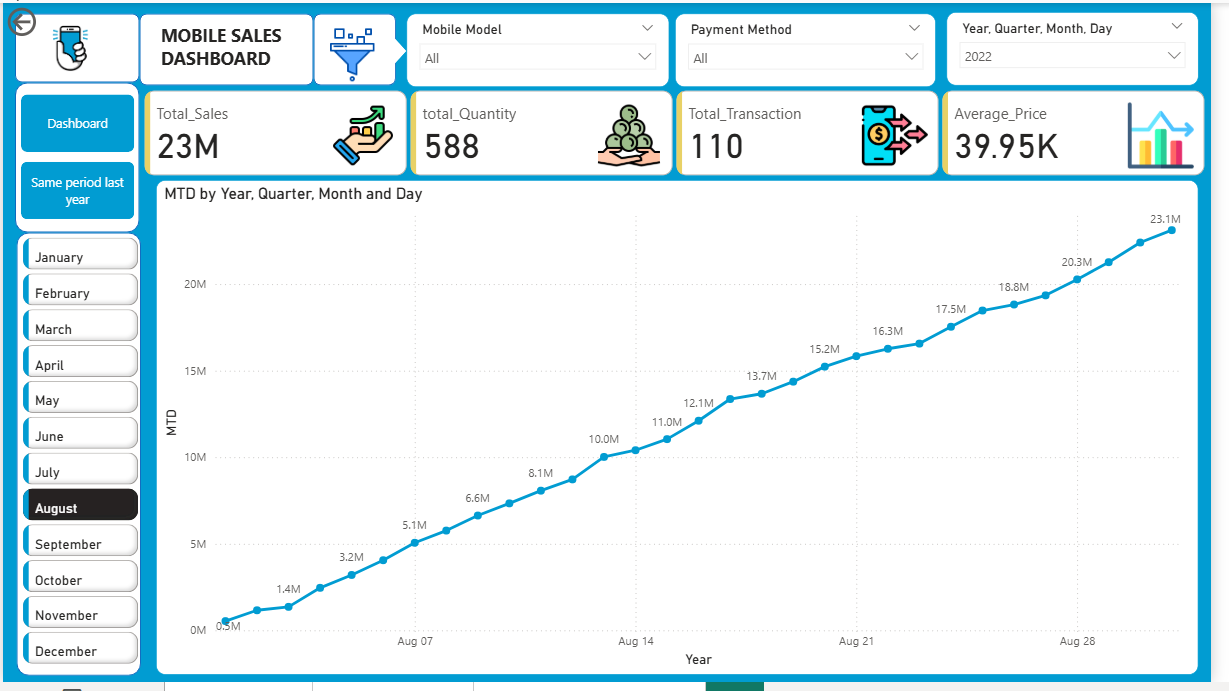 MOBILE SALES
DASHBOARD
Mobile Model
All
Payment Method
All
Year, Quarter, Month, Day
2022
Dashboard
Same period last
year
Total_Sales
23M
total_Quantity
588
Total_Transaction
110
Average_Price
39.95K
January
February
March
April
May
June
July
August
September
October
November
December
MTD by Year, Quarter, Month and Day
MTD
20M
15M
10M
5M
0M
0.5M
1.4M
3.2M
5.1M
6.6M
8.1M
10.0M
11.0M
12.1M
13.7M
15.2M
16.3M
17.5M
18.8M
20.3M
23.1M
Aug 07
Aug 14
Aug 21
Aug 28
Year